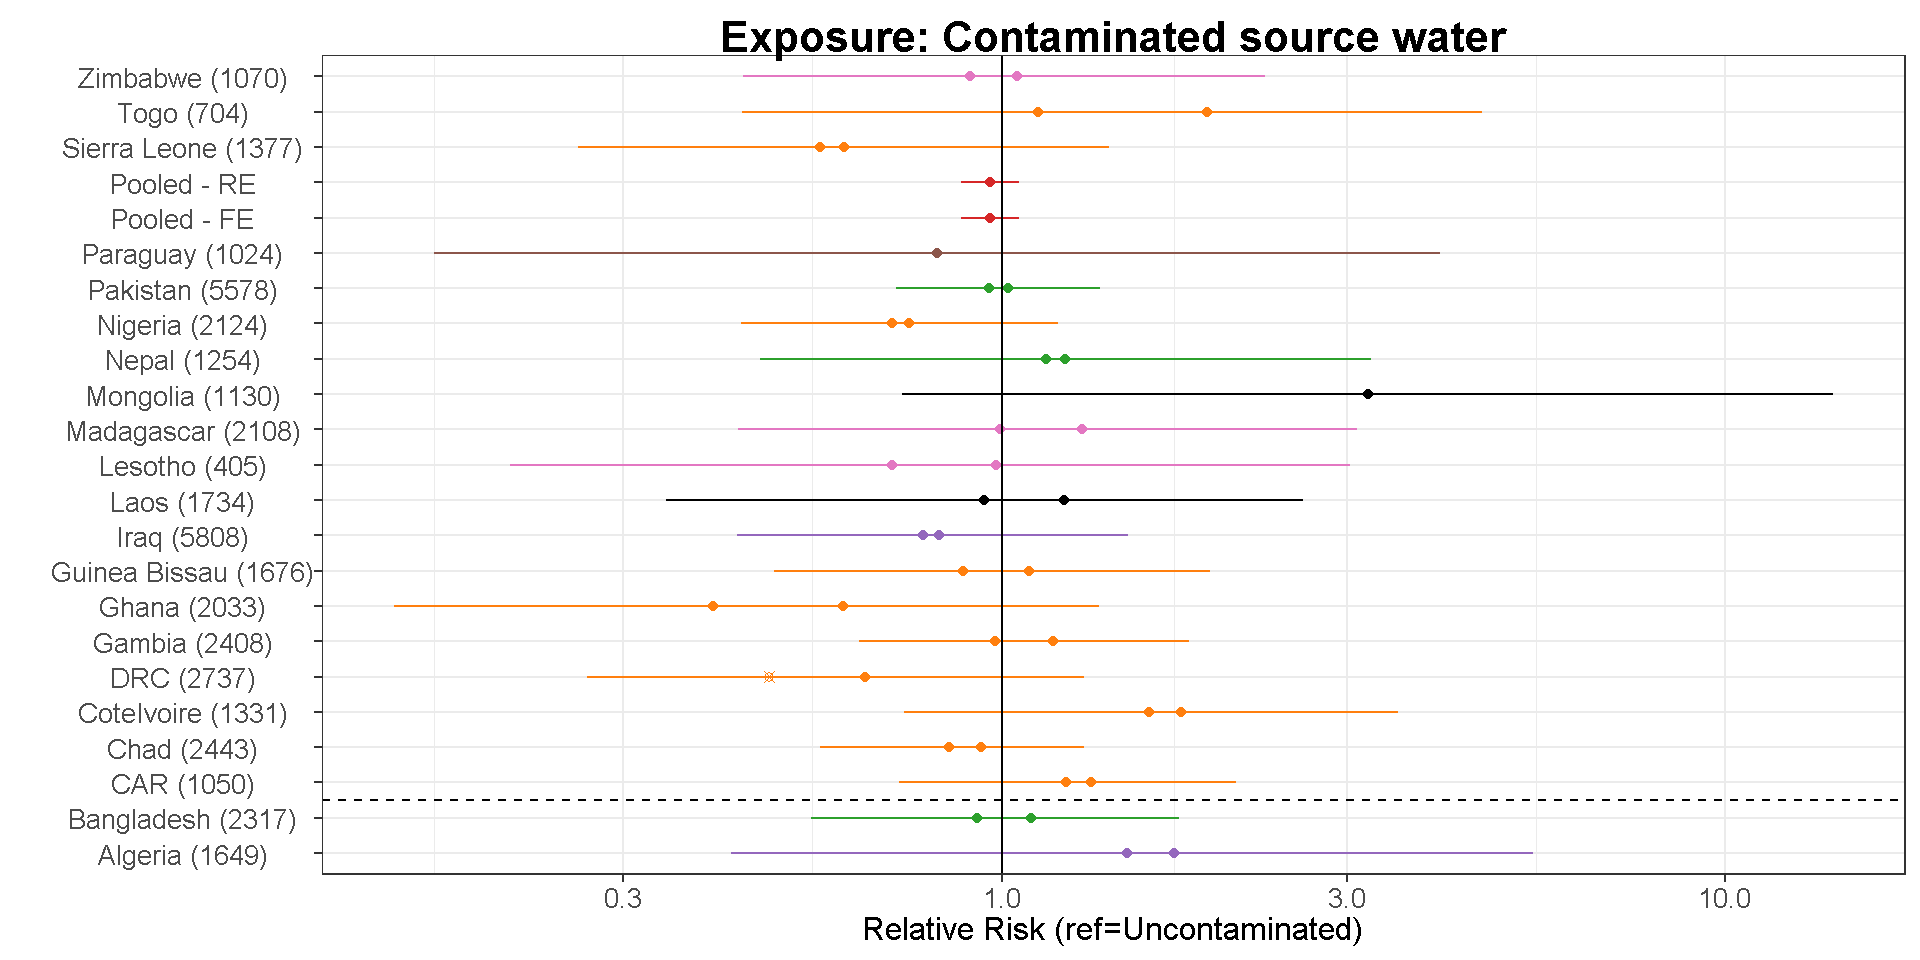 Exposure: Contaminated source water
Zimbabwe (1070)
Togo (704)
Sierra Leone (1377)
Pooled - RE
Pooled - FE
Paraguay (1024)
Pakistan (5578)
Nigeria (2124)
Nepal (1254)
Mongolia (1130)
Madagascar (2108)
Lesotho (405)
Laos (1734)
Iraq (5808)
Guinea Bissau (1676)
Ghana (2033)
Gambia (2408)
DRC (2737)
CoteIvoire (1331)
Chad (2443)
CAR (1050)
Bangladesh (2317)
Algeria (1649)
0.3 1.0 3.0 10.0
Relative Risk (ref=Uncontaminated)